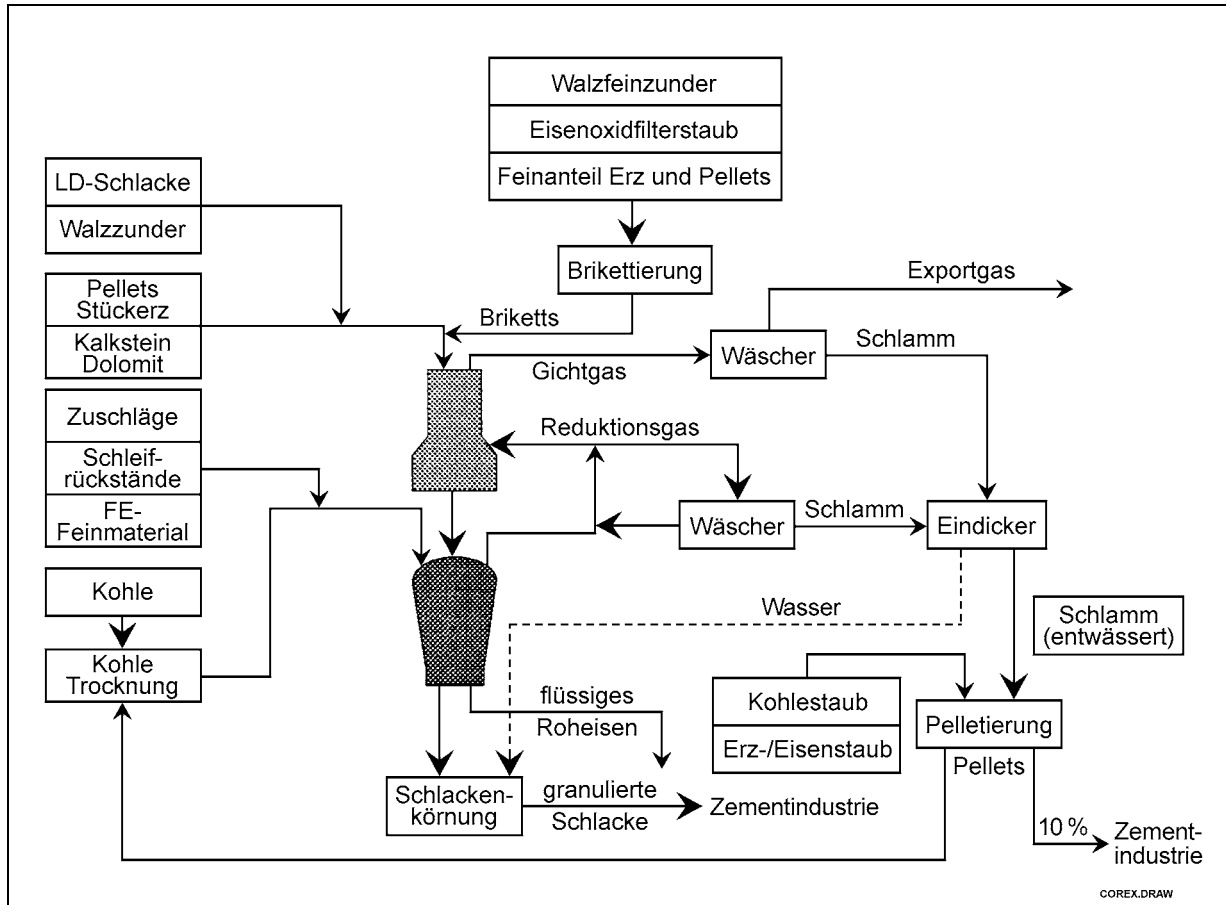 Walzfeinzunder
Eisenoxidfilterstaub
Feinanteil Erz und Pellets
LD-Schlacke
Walzzunder
Brikettierung
Exportgas
Pellets
Stückerz
Kalkstein
Dolomit
Briketts
Wäscher
Schlamm
Gichtgas
Zuschläge
Schleif-
rückstände
FE-
Feinmaterial
Reduktionsgas
Wäscher
Schlamm
Eindicker
Kohle
Kohle
Trocknung
Wasser
Schlamm
(entwässert)
flüssiges
Roheisen
Kohlestaub
Erz-/Eisenstaub
Pelletierung
Pellets
Schlacken-
körnung
granulierte
Schlacke
Zementindustrie
10 %
Zement-
industrie
COREX.DRAW